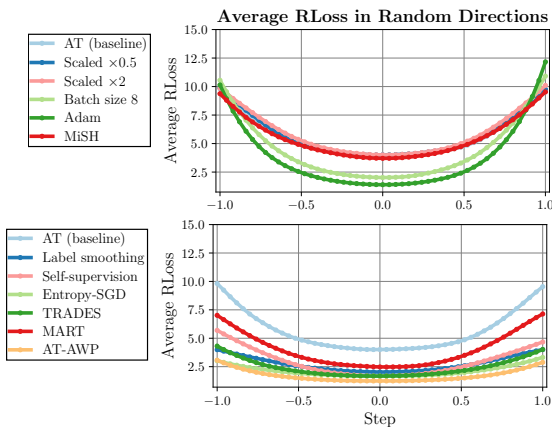 Average RLoss in Random Directions
AT (baseline)
Scaled ×0.5
Scaled ×2
Batch size 8
Adam
MiSH
Average RLoss
15.0
12.5
10.0
7.5
5.0
2.5
−1.0
−0.5
0.0
0.5
1.0
AT (baseline)
Label smoothing
Self-supervision
Entropy-SGD
TRADES
MART
AT-AWP
Average RLoss
15.0
12.5
10.0
7.5
5.0
2.5
−1.0
−0.5
0.0
0.5
1.0
Step